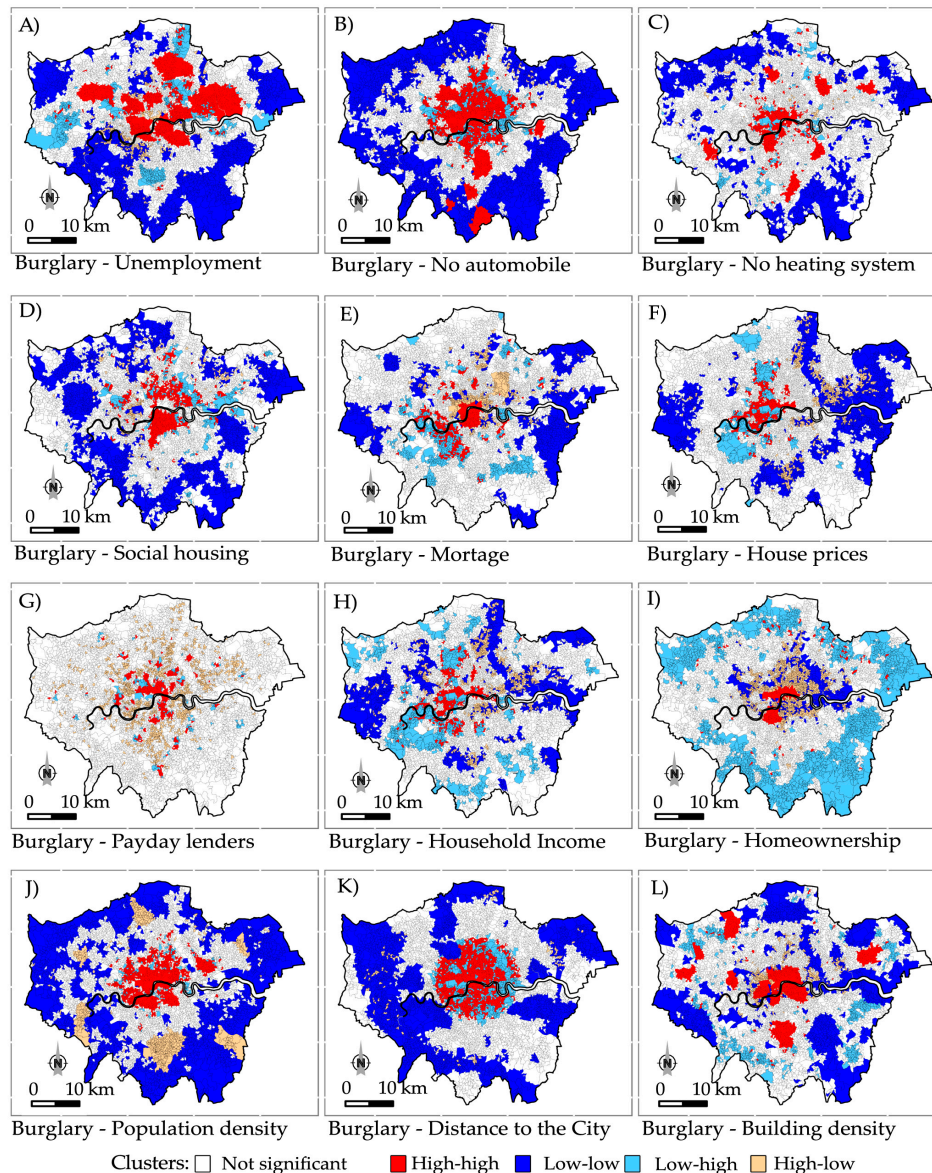 A)
B)
C)
N
N
N
0 10 km
0 10 km
0 10 km
Burglary - Unemployment
Burglary - No automobile
Burglary - No heating system
D)
E)
F)
N
N
N
0 10 km
0 10 km
0 10 km
Burglary - Social housing
Burglary - Mortage
Burglary - House prices
G)
H)
I)
N
N
N
0 10 km
0 10 km
0 10 km
Burglary - Payday lenders
Burglary - Household Income
Burglary - Homeownership
J)
K)
L)
N
N
N
0 10 km
0 10 km
0 10 km
Burglary - Population density
Burglary - Distance to the City
Burglary - Building density
Clusters: Not significant High-high Low-low Low-high High-low